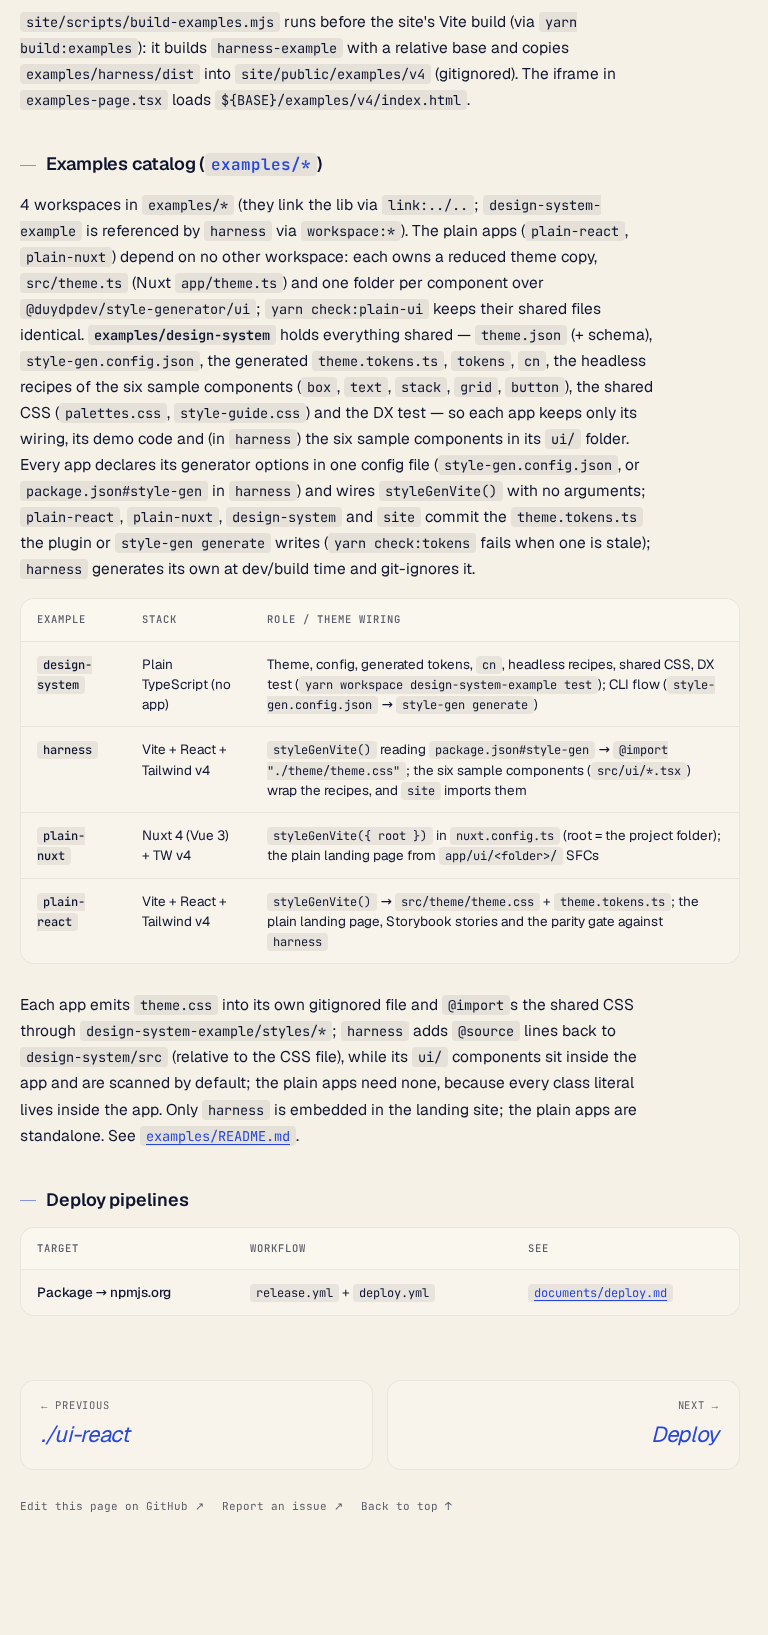 site/scripts/build-examples.mjs runs before the site's Vite build (via yarn
build:examples): it builds harness-example with a relative base and copies
examples/harness/dist into site/public/examples/v4 (gitignored). The iframe in
examples-page.tsx loads ${BASE}/examples/v4/index.html.
— Examples catalog (examples/*)
4 workspaces in examples/* (they link the lib via link:../..; design-system-
example is referenced by harness via workspace:*). The plain apps (plain-react,
plain-nuxt) depend on no other workspace: each owns a reduced theme copy,
src/theme.ts (Nuxt app/theme.ts) and one folder per component over
@duydpdev/style-generator/ui; yarn check:plain-ui keeps their shared files
identical. examples/design-system holds everything shared — theme.json (+ schema),
style-gen.config.json, the generated theme.tokens.ts, tokens, cn, the headless
recipes of the six sample components (box, text, stack, grid, button), the shared
CSS (palettes.css, style-guide.css) and the DX test — so each app keeps only its
wiring, its demo code and (in harness) the six sample components in its ui/ folder.
Every app declares its generator options in one config file (style-gen.config.json, or
package.json#style-gen in harness) and wires styleGenVite() with no arguments;
plain-react, plain-nuxt, design-system and site commit the theme.tokens.ts
the plugin or style-gen generate writes (yarn check:tokens fails when one is stale);
harness generates its own at dev/build time and git-ignores it.
EXAMPLE STACK ROLE / THEME WIRING
design-
system
Plain
TypeScript (no
app)
Theme, config, generated tokens, cn, headless recipes, shared CSS, DX
test (yarn workspace design-system-example test); CLI flow (style-
gen.config.json → style-gen generate)
harness
Vite + React +
Tailwind v4
styleGenVite() reading package.json#style-gen → @import
"./theme/theme.css"; the six sample components (src/ui/*.tsx)
wrap the recipes, and site imports them
plain-
nuxt
Nuxt 4 (Vue 3)
+ TW v4
styleGenVite({ root }) in nuxt.config.ts (root = the project folder);
the plain landing page from app/ui/<folder>/ SFCs
plain-
react
Vite + React +
Tailwind v4
styleGenVite() → src/theme/theme.css + theme.tokens.ts; the
plain landing page, Storybook stories and the parity gate against
harness
Each app emits theme.css into its own gitignored file and @imports the shared CSS
through design-system-example/styles/*; harness adds @source lines back to
design-system/src (relative to the CSS file), while its ui/ components sit inside the
app and are scanned by default; the plain apps need none, because every class literal
lives inside the app. Only harness is embedded in the landing site; the plain apps are
standalone. See examples/README.md.
— Deploy pipelines
TARGET WORKFLOW SEE
Package → npmjs.org release.yml + deploy.yml documents/deploy.md
← PREVIOUS
./ui-react
NEXT →
Deploy
Edit this page on GitHub ↗ Report an issue ↗ Back to top ↑